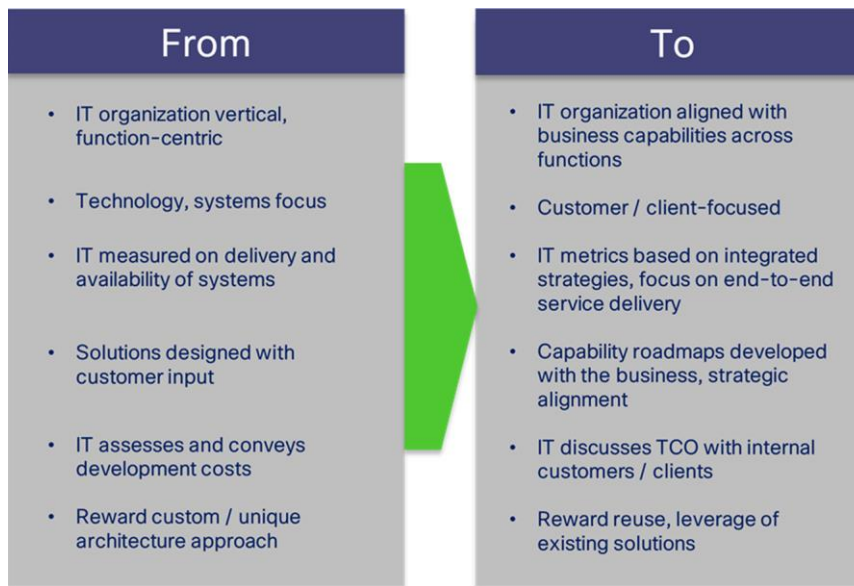 From
• IT organization vertical,
function-centric
• Technology, systems focus
• IT measured on delivery and
availability of systems
• Solutions designed with
customer input
• IT assesses and conveys
development costs
• Reward custom / unique
architecture approach
To
• IT organization aligned with
business capabilities across
functions
• Customer / client-focused
• IT metrics based on integrated
strategies, focus on end-to-end
service delivery
• Capability roadmaps developed
with the business, strategic
alignment
• IT discusses TCO with internal
customers / clients
• Reward reuse, leverage of
existing solutions